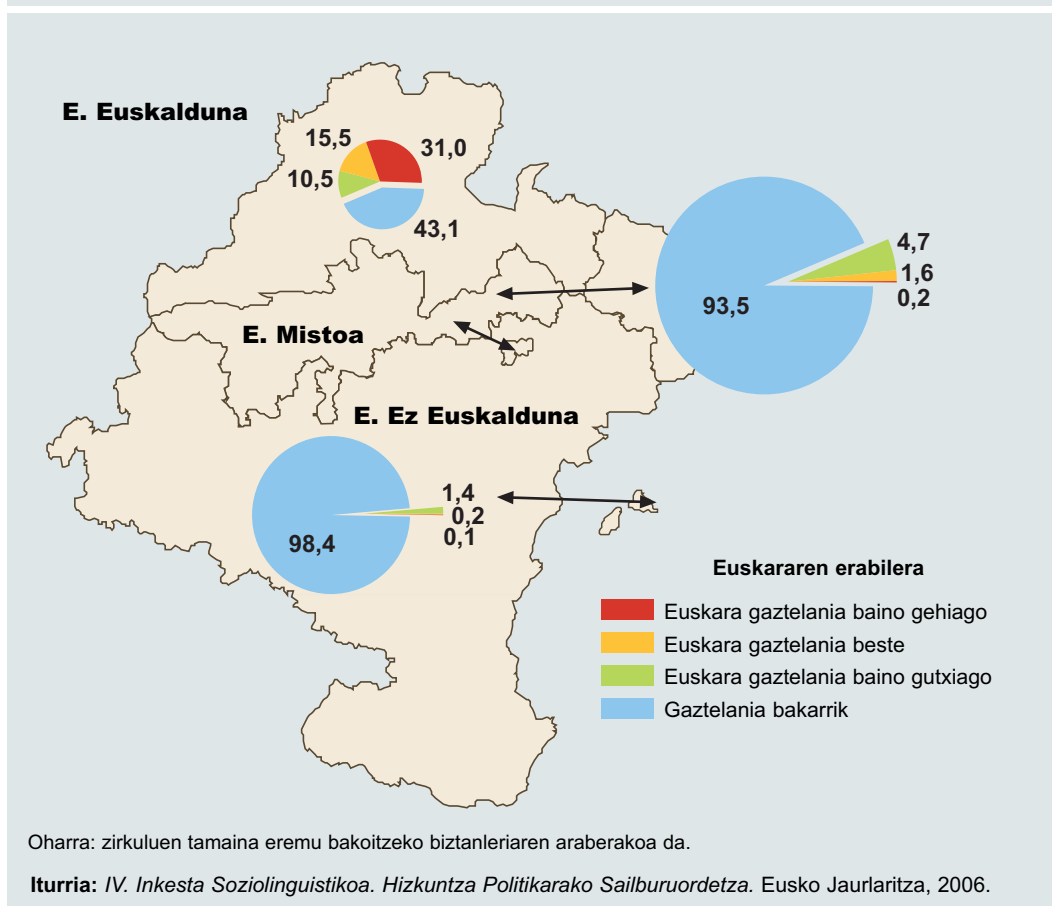 E. Euskalduna
15,5
31,0
10,5
43,1
4,7
1,6
0,2
93,5
E. Mistoa
E. Ez Euskalduna
1,4
0,2
0,1
98,4
Euskararen erabilera
Euskara gaztelania baino gehiago
Euskara gaztelania beste
Euskara gaztelania baino gutxiago
Gaztelania bakarrik
Oharra: zirkuluen tamaina eremu bakoitzeko biztanleriaren araberakoa da.
Iturria: IV. Inkesta Soziolinguistikoa. Hizkuntza Politikarako Sailburuordetza. Eusko Jaurlaritza, 2006.